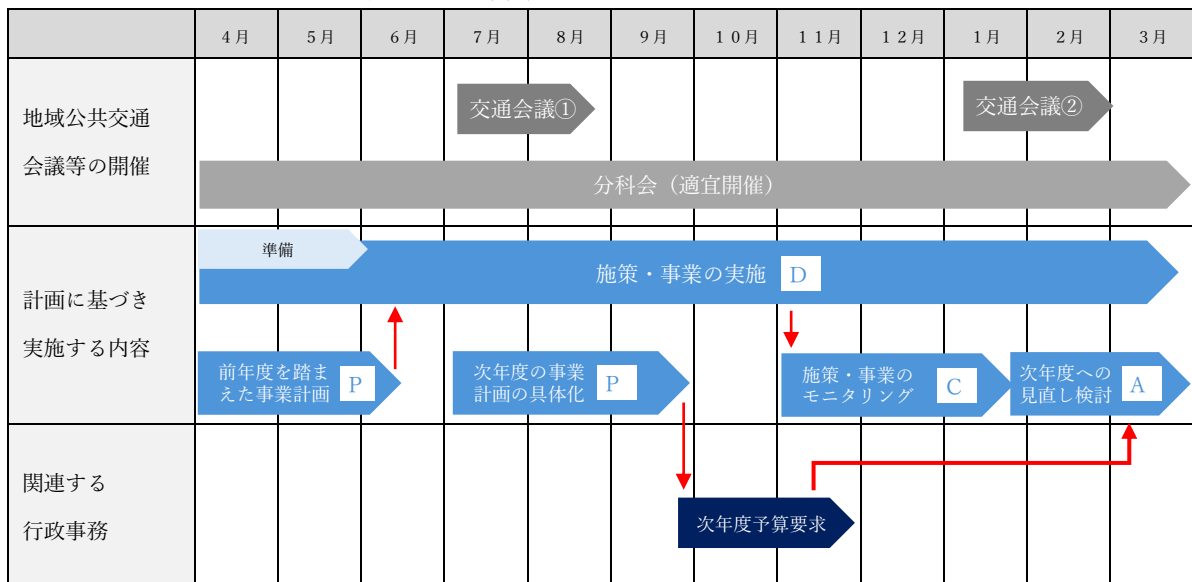 4月 5月 6月 7月 8月 9月 10月 11月 12月 1月 2月 3月
地域公共交通
会議等の開催
交通会議①
交通会議②
分科会（適宜開催）
計画に基づき
実施する内容
準備
施策・事業の実施 D
前年度を踏ま
えた事業計画 P
次年度の事業
計画の具体化 P
施策・事業の
モニタリング C
次年度への
見直し検討 A
関連する
行政事務
次年度予算要求